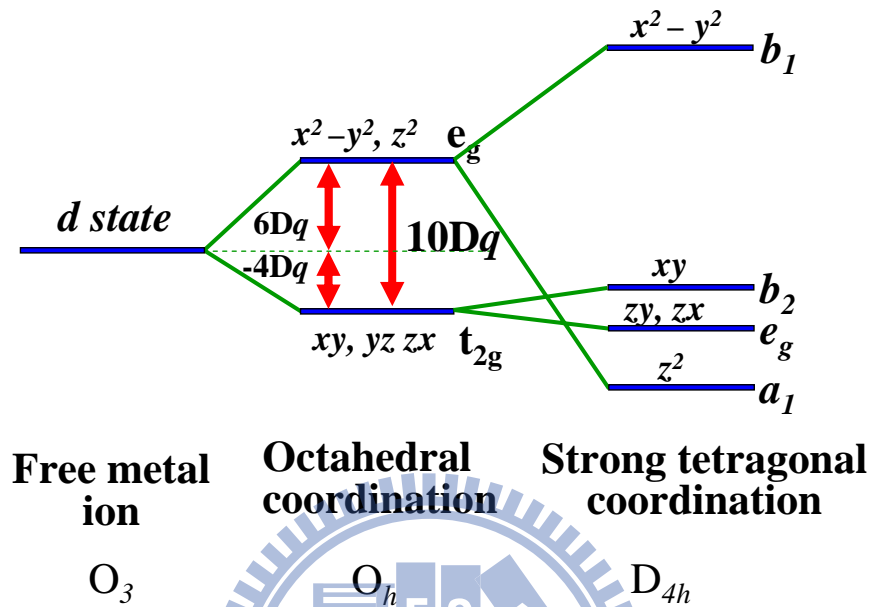 x² – y²
b₁
x² – y², z² e_g
d state
6Dq
10Dq
-4Dq
xy
b₂
xy, yz zx t₂g
zy, zx
e_g
z²
a₁
Free metal ion
Octahedral coordination
Strong tetragonal coordination
O₃
O_h
D₄h